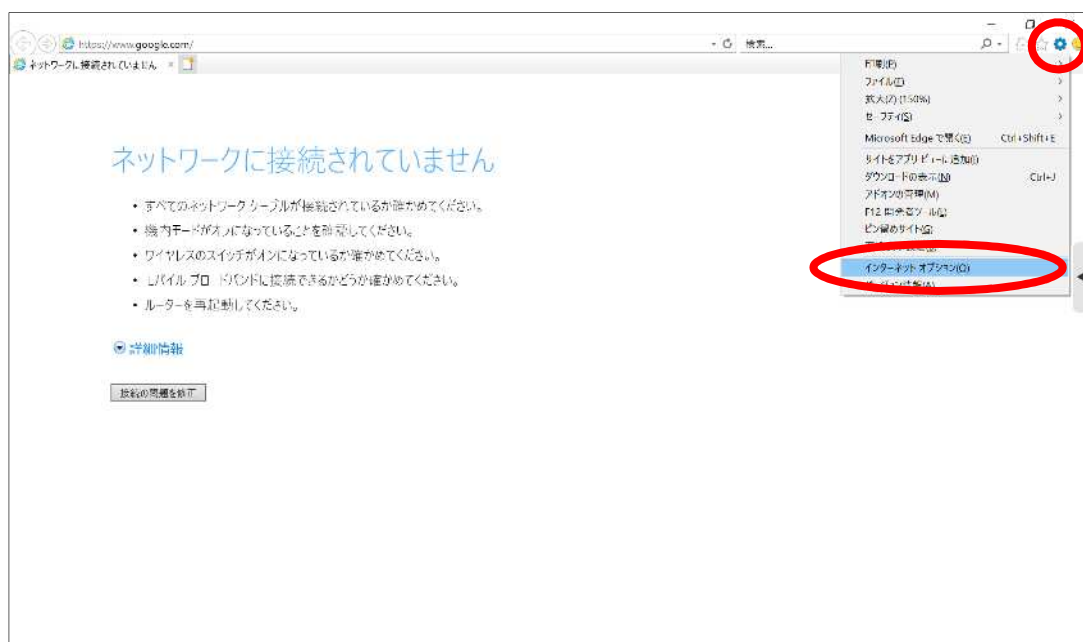 https://www.google.com/
検索...
ネットワークに接続されていません
印刷(P)
ファイル(F)
拡大(Z) (150%)
セーフティ(S)
Microsoft Edge で開く(E) Ctrl+Shift+E
サイトをアプリ ビューに追加(I)
ダウンロードの表示(N) Ctrl+J
アドオンの管理(M)
F12 開発者ツール(L)
ピン留めサイト(G)
インターネット オプション(O)
バージョン情報(A)
ネットワークに接続されていません
• すべてのネットワーク ケーブルが接続されているか確かめてください。
• 機内モードがオフになっていることを確認してください。
• ワイヤレスのスイッチがオンになっているか確かめてください。
• モバイル ブロードバンドに接続できるかどうか確かめてください。
• ルーターを再起動してください。
詳細情報
接続の問題を修正